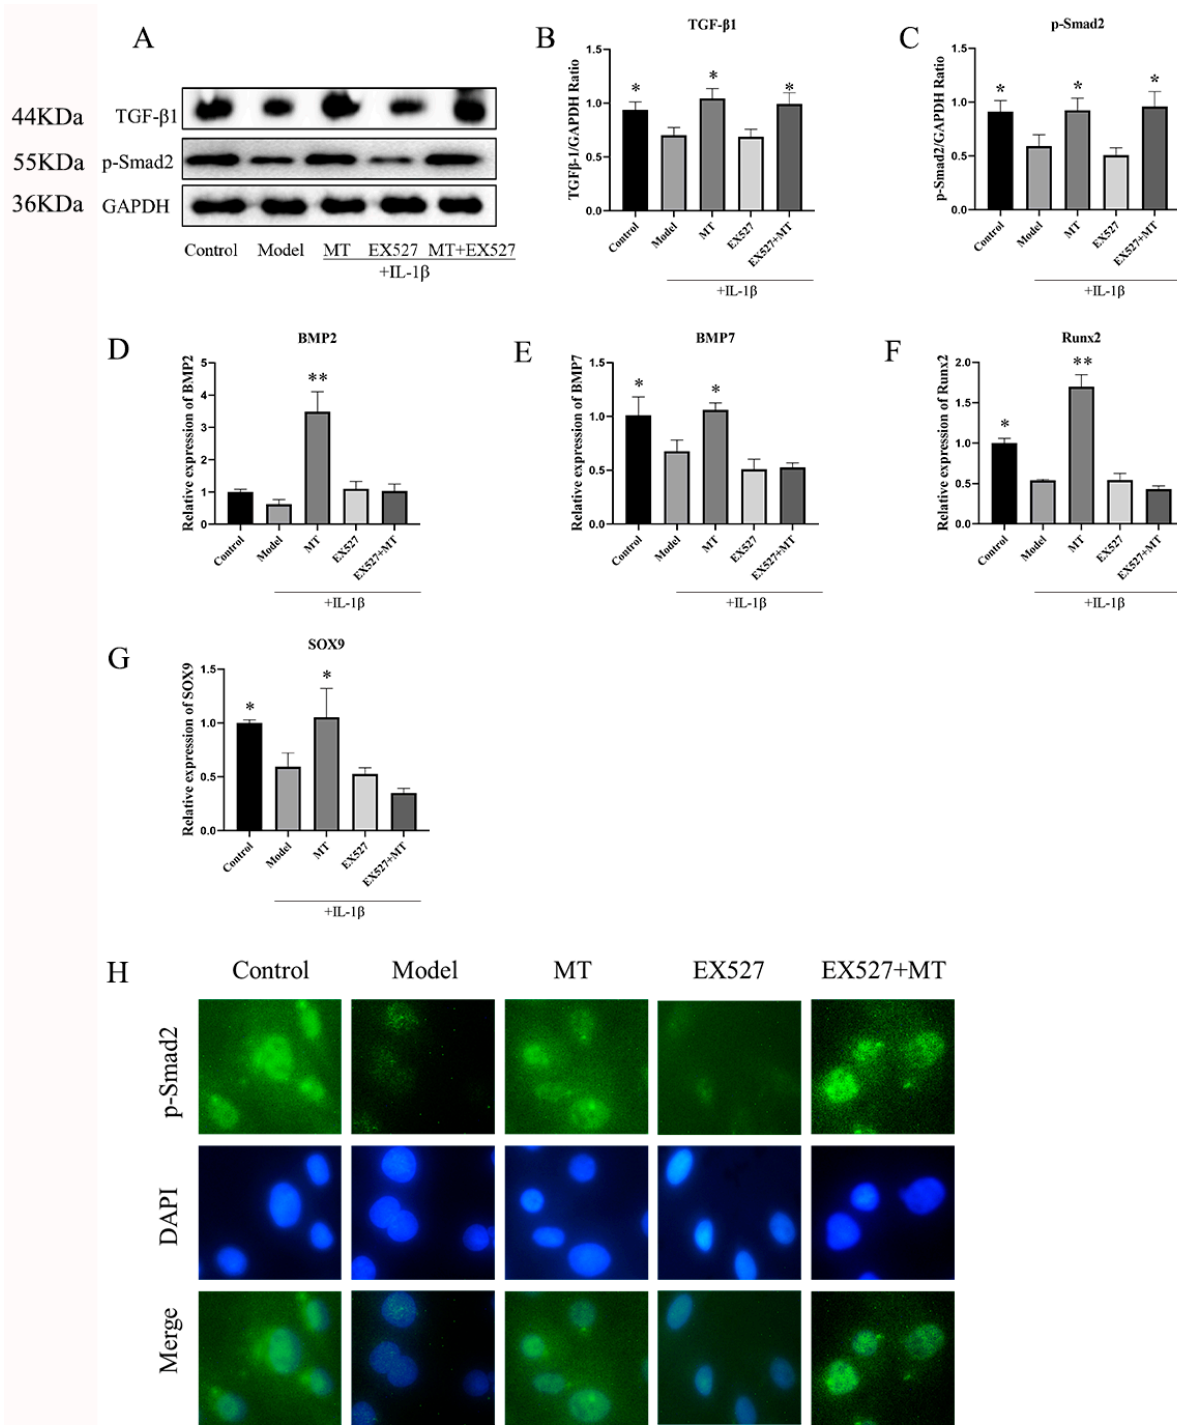 A
44KDa TGF-β1
55KDa p-Smad2
36KDa GAPDH
Control Model MT EX527 MT+EX527
+IL-1β
B
TGF-β1
TGFβ-1/GAPDH Ratio
1.5
1.0
0.5
0.0
* * *
Control Model MT EX527 EX527+MT
+IL-1β
C
p-Smad2
p-Smad2/GAPDH Ratio
1.5
1.0
0.5
0.0
* * *
Control Model MT EX527 EX527+MT
+IL-1β
D
BMP2
Relative expression of BMP2
5
4
3
2
1
0
**
Control Model MT EX527 EX527+MT
+IL-1β
E
BMP7
Relative expression of BMP7
1.5
1.0
0.5
0.0
* *
Control Model MT EX527 EX527+MT
+IL-1β
F
Runx2
Relative expression of Runx2
2.0
1.5
1.0
0.5
0.0
* **
Control Model MT EX527 EX527+MT
+IL-1β
G
SOX9
Relative expression of SOX9
1.5
1.0
0.5
0.0
* *
Control Model MT EX527 EX527+MT
+IL-1β
H
Control Model MT EX527 EX527+MT
p-Smad2
DAPI
Merge